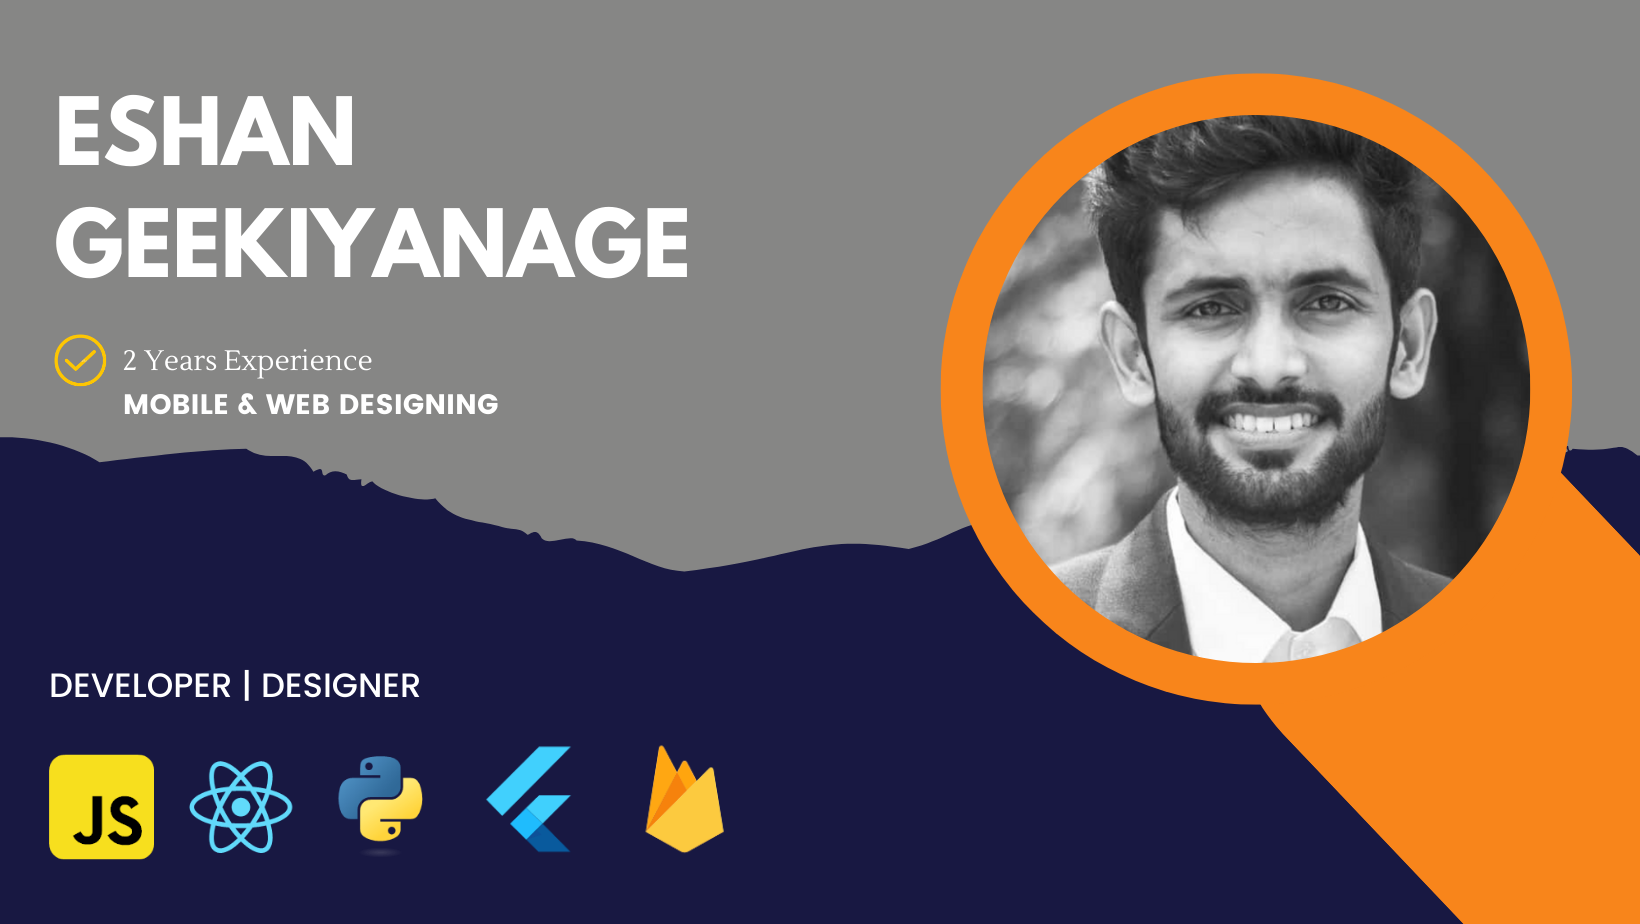 ESHAN
GEEKIYANAGE
2 Years Experience
MOBILE & WEB DESIGNING
DEVELOPER | DESIGNER
JS